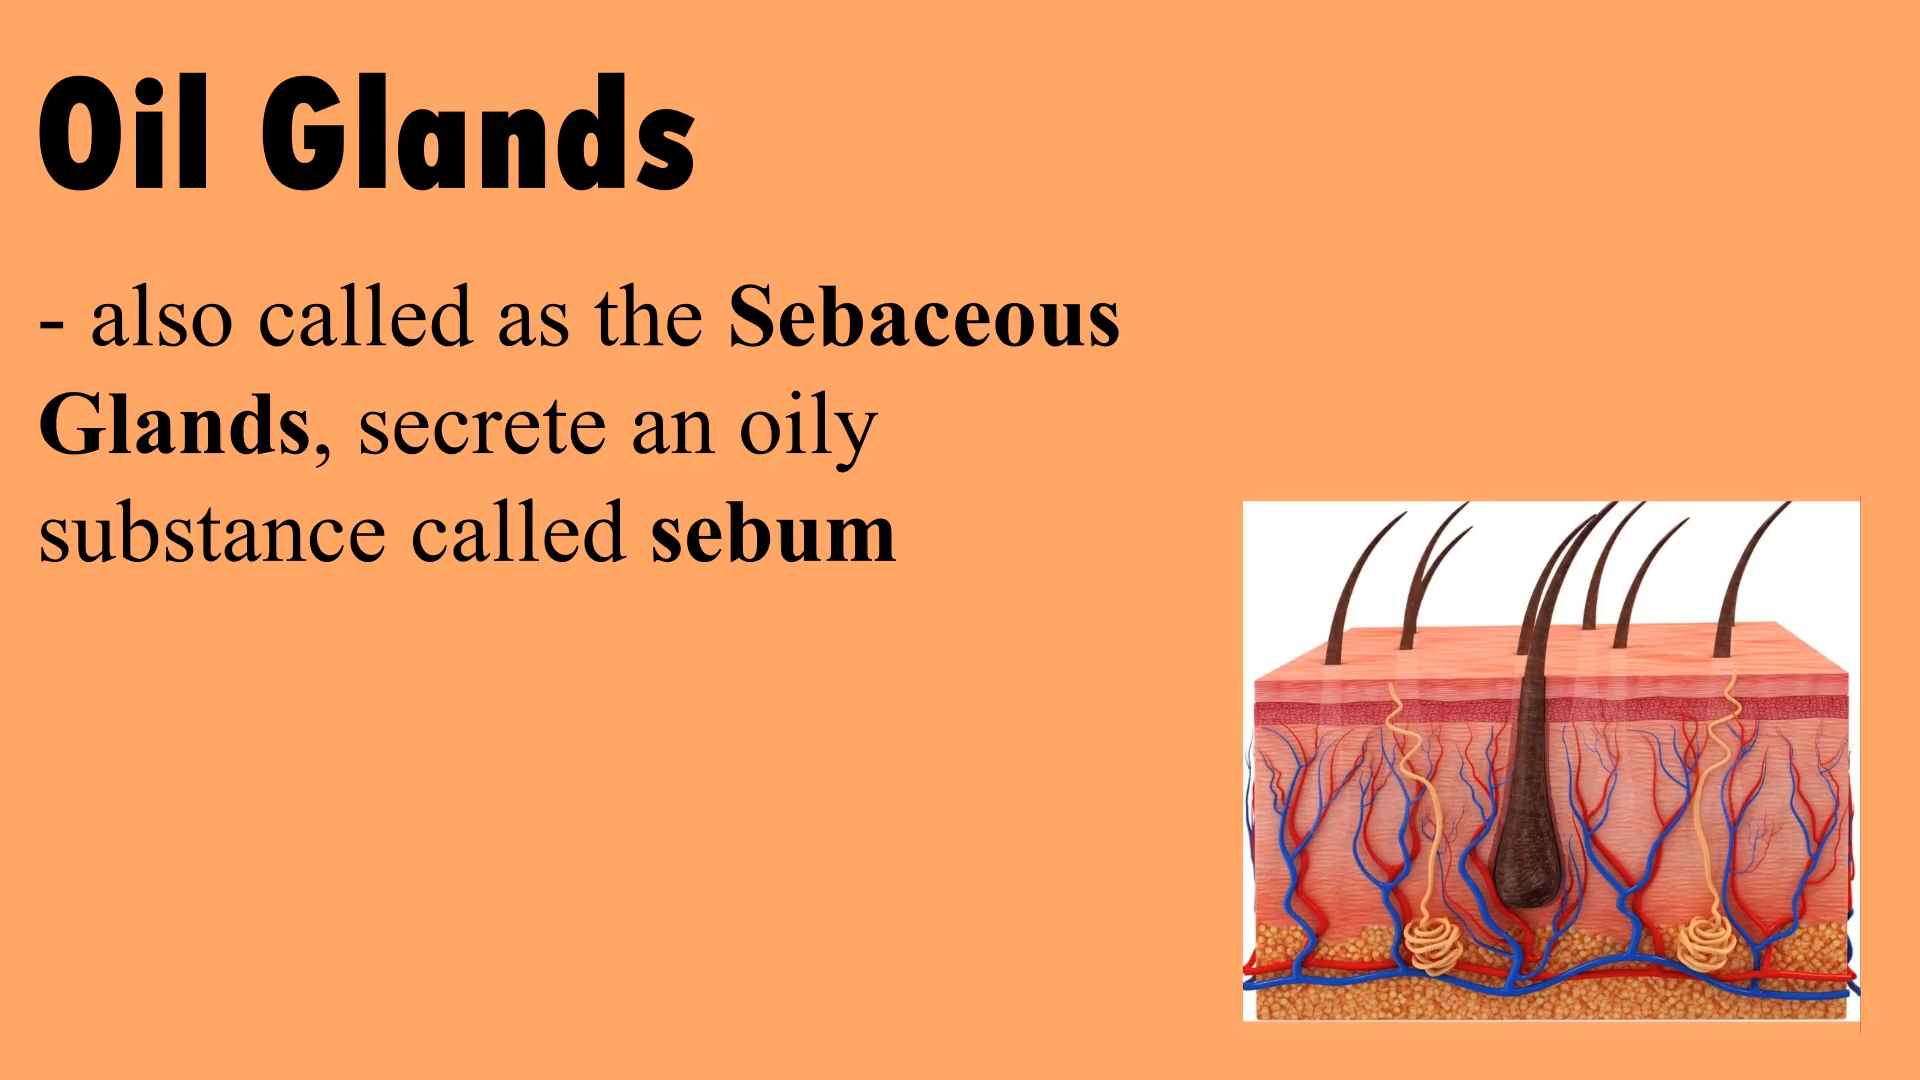 Oil Glands
- also called as the Sebaceous
Glands, secrete an oily
substance called sebum